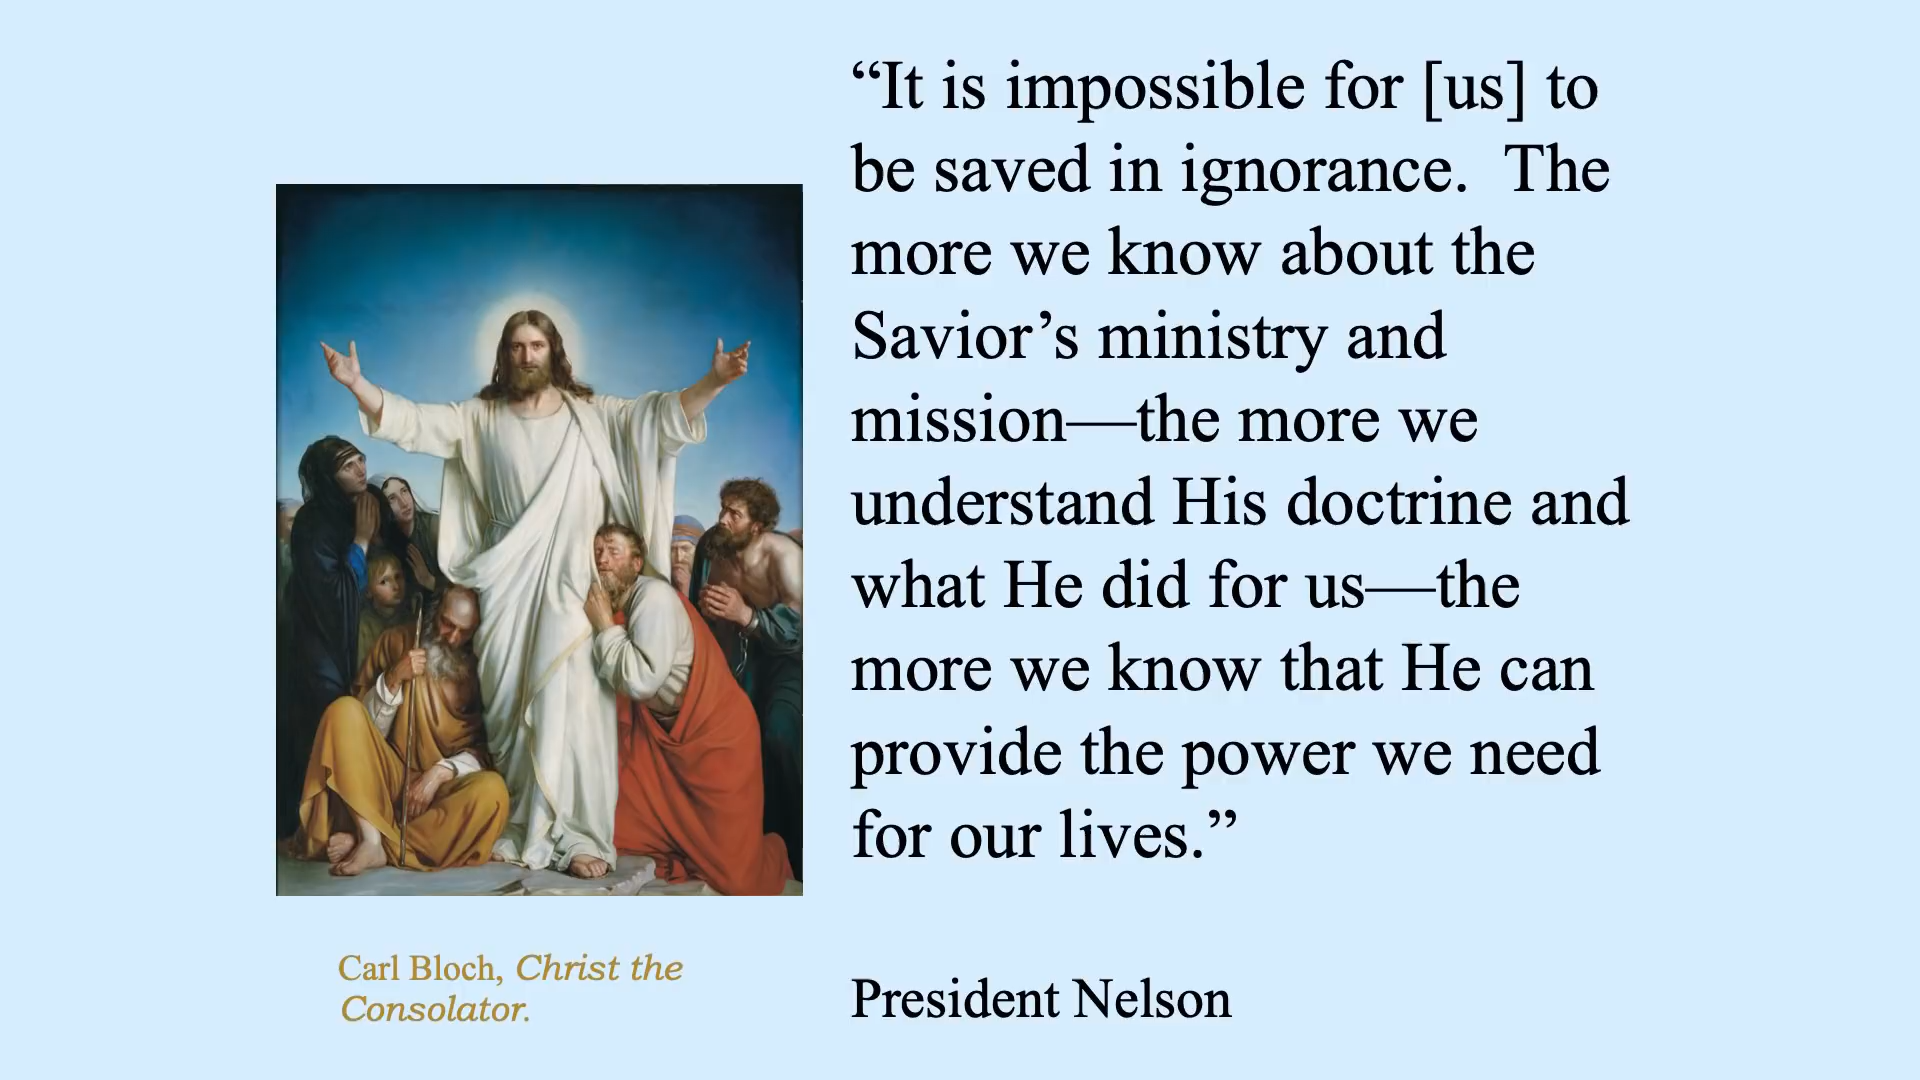 “It is impossible for [us] to
be saved in ignorance.  The
more we know about the
Savior’s ministry and
mission—the more we
understand His doctrine and
what He did for us—the
more we know that He can
provide the power we need
for our lives.”
President Nelson
Carl Bloch, Christ the
Consolator.